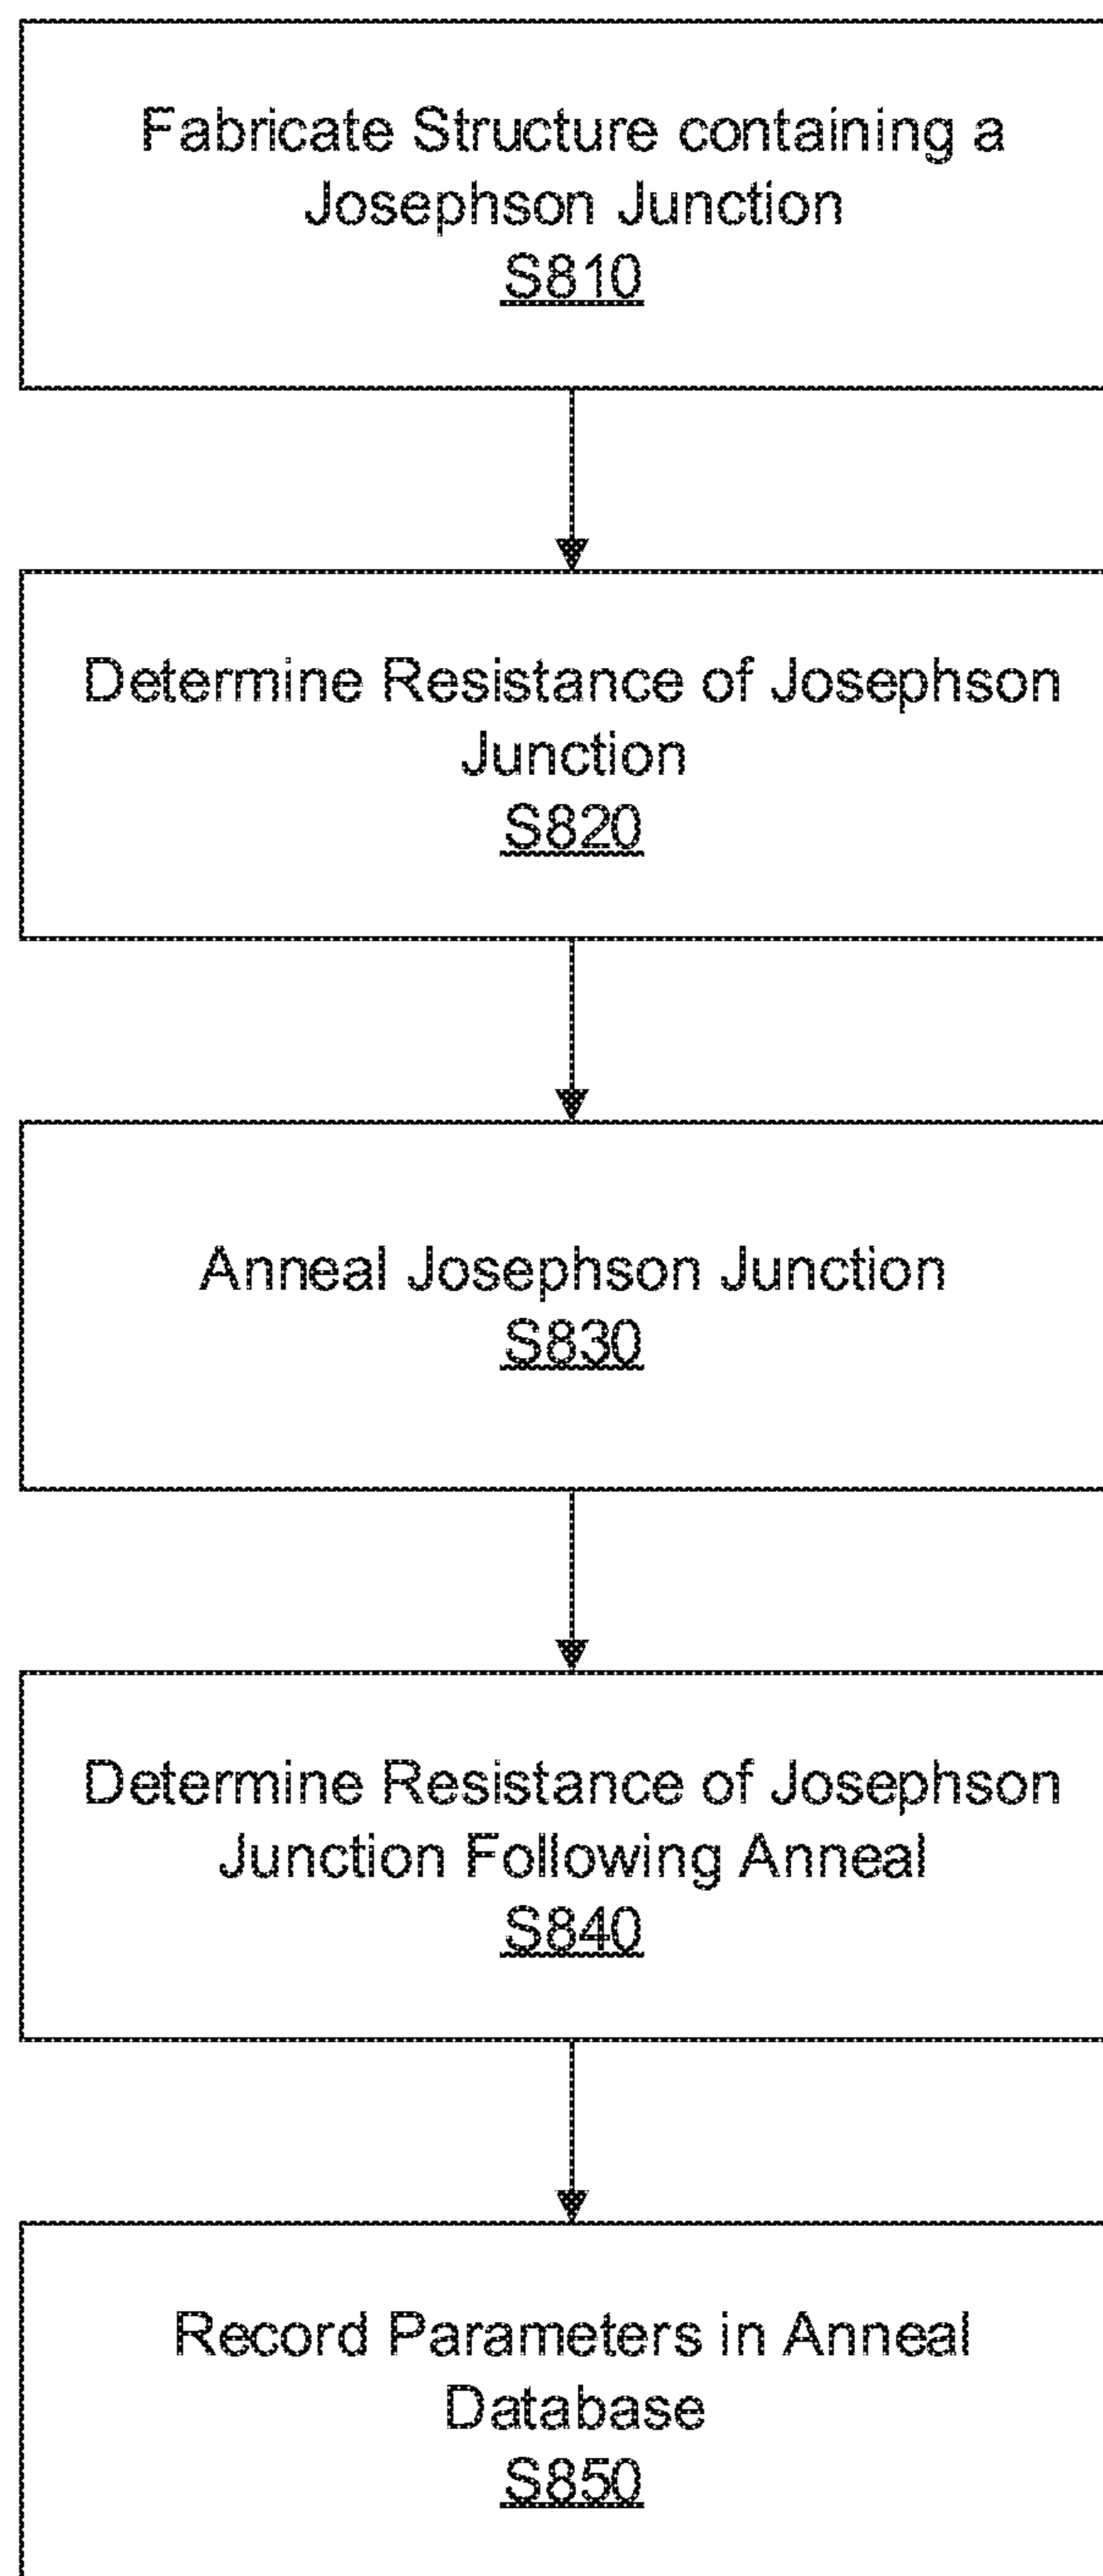 Fabricate Structure containing a
Josephson Junction
S810
Determine Resistance of Josephson
Junction
S820
Anneal Josephson Junction
S830
Determine Resistance of Josephson
Junction Following Anneal
S840
Record Parameters in Anneal
Database
S850